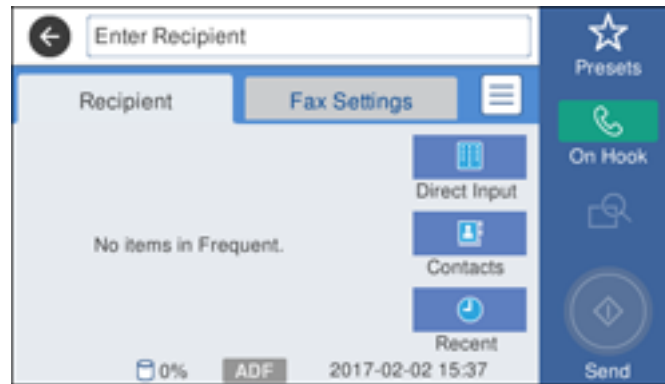 Enter Recipient
Presets
Recipient
Fax Settings
On Hook
Direct Input
No items in Frequent.
Contacts
Recent
0%
ADF
2017-02-02 15:37
Send